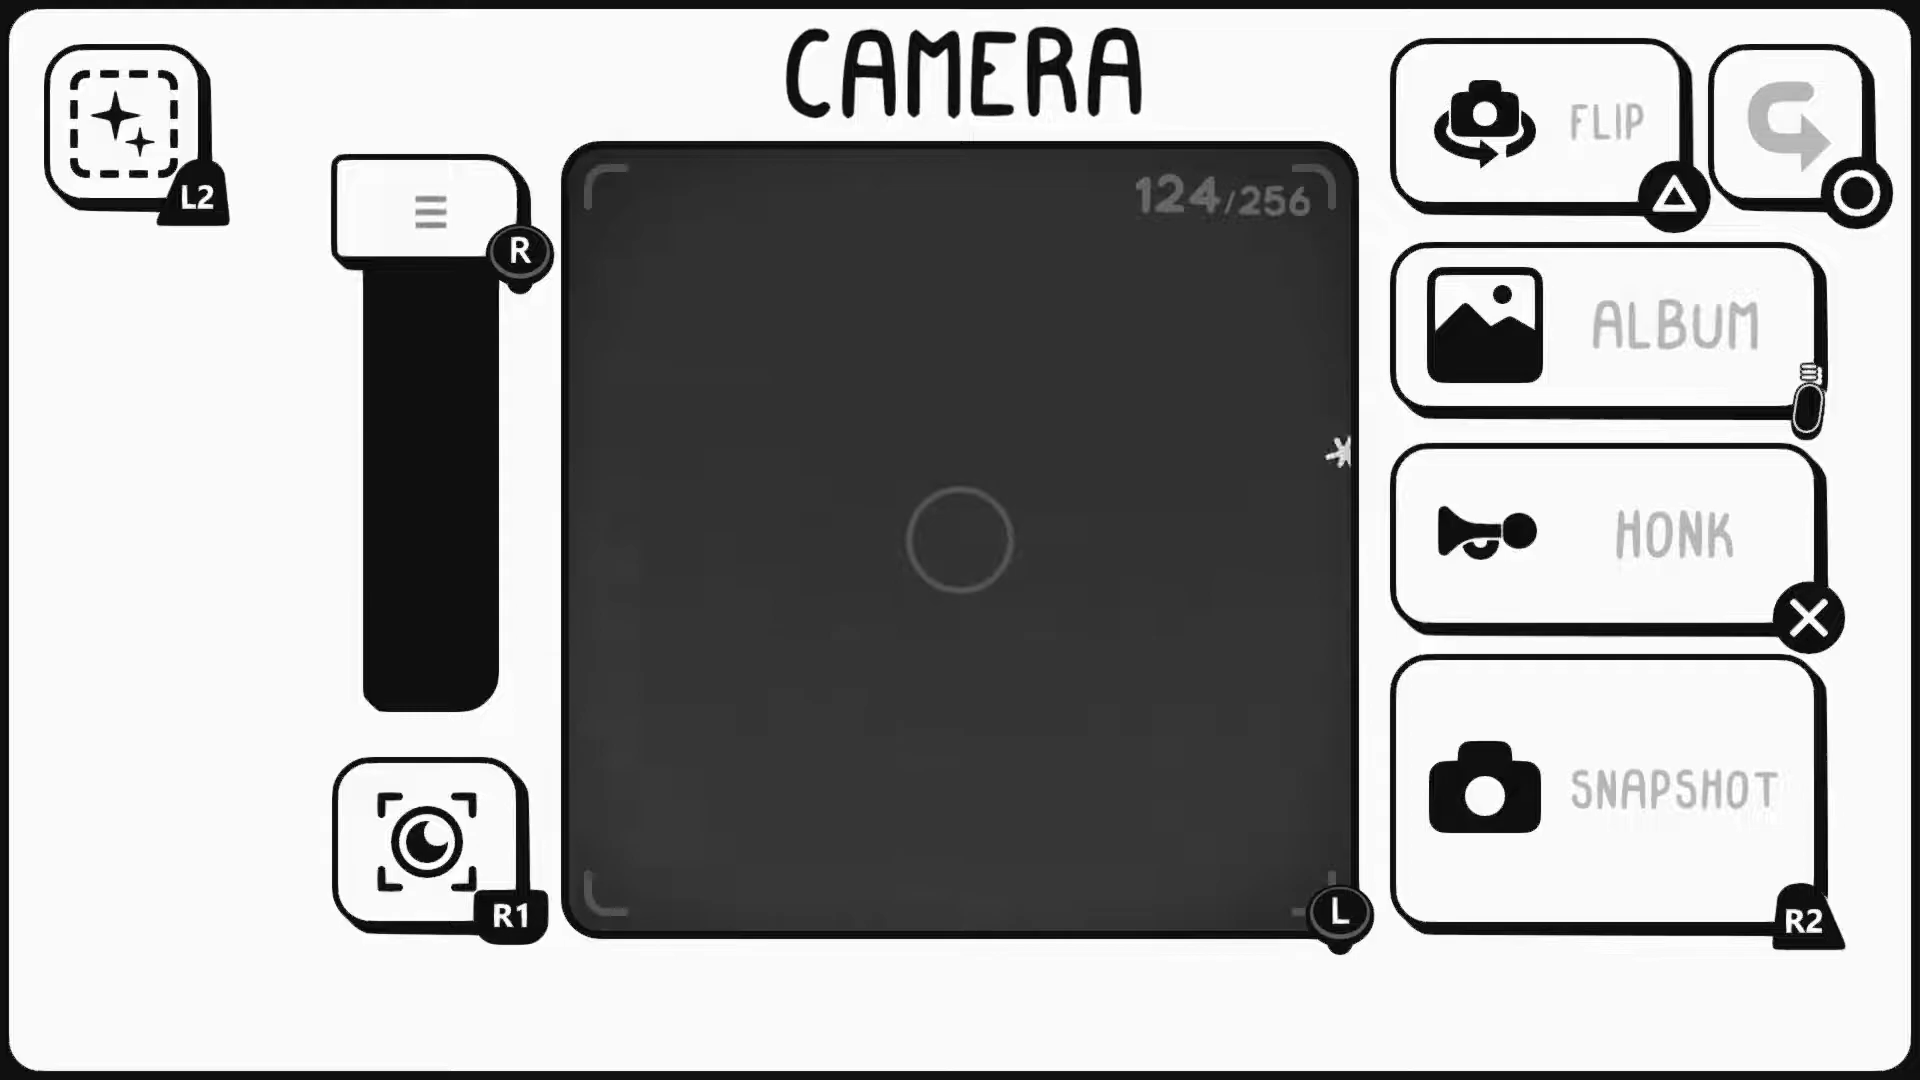 CAMERA
L2
R
124/256
FLIP
ALBUM
HONK
SNAPSHOT
R1
L
R2